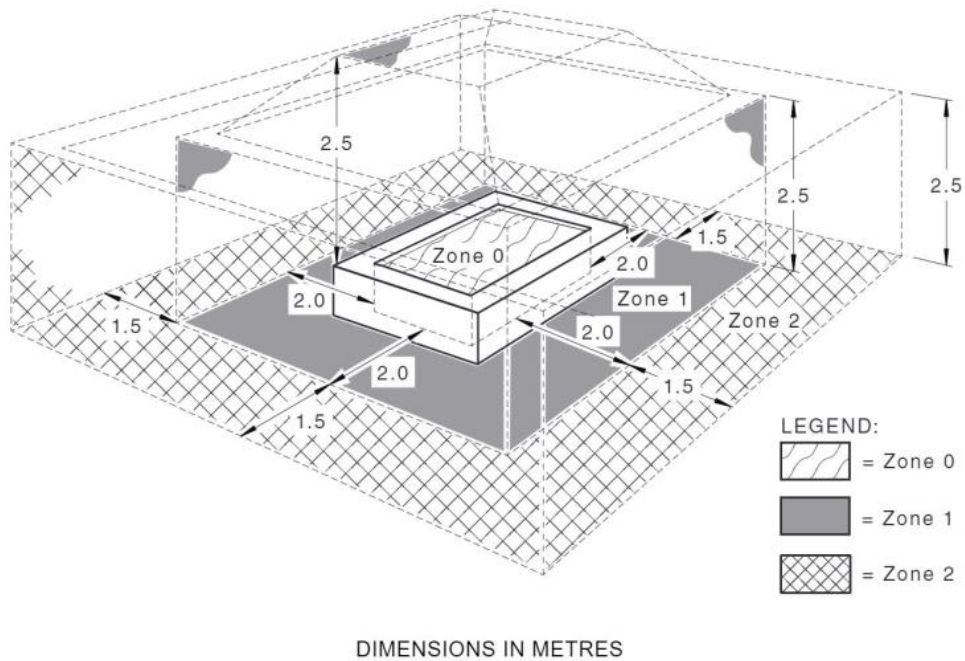 2.5
2.5
2.5
Zone 0
1.5
2.0
2.0
Zone 1
1.5
Zone 2
2.0
2.0
1.5
1.5
LEGEND:
= Zone 0
= Zone 1
= Zone 2
DIMENSIONS IN METRES